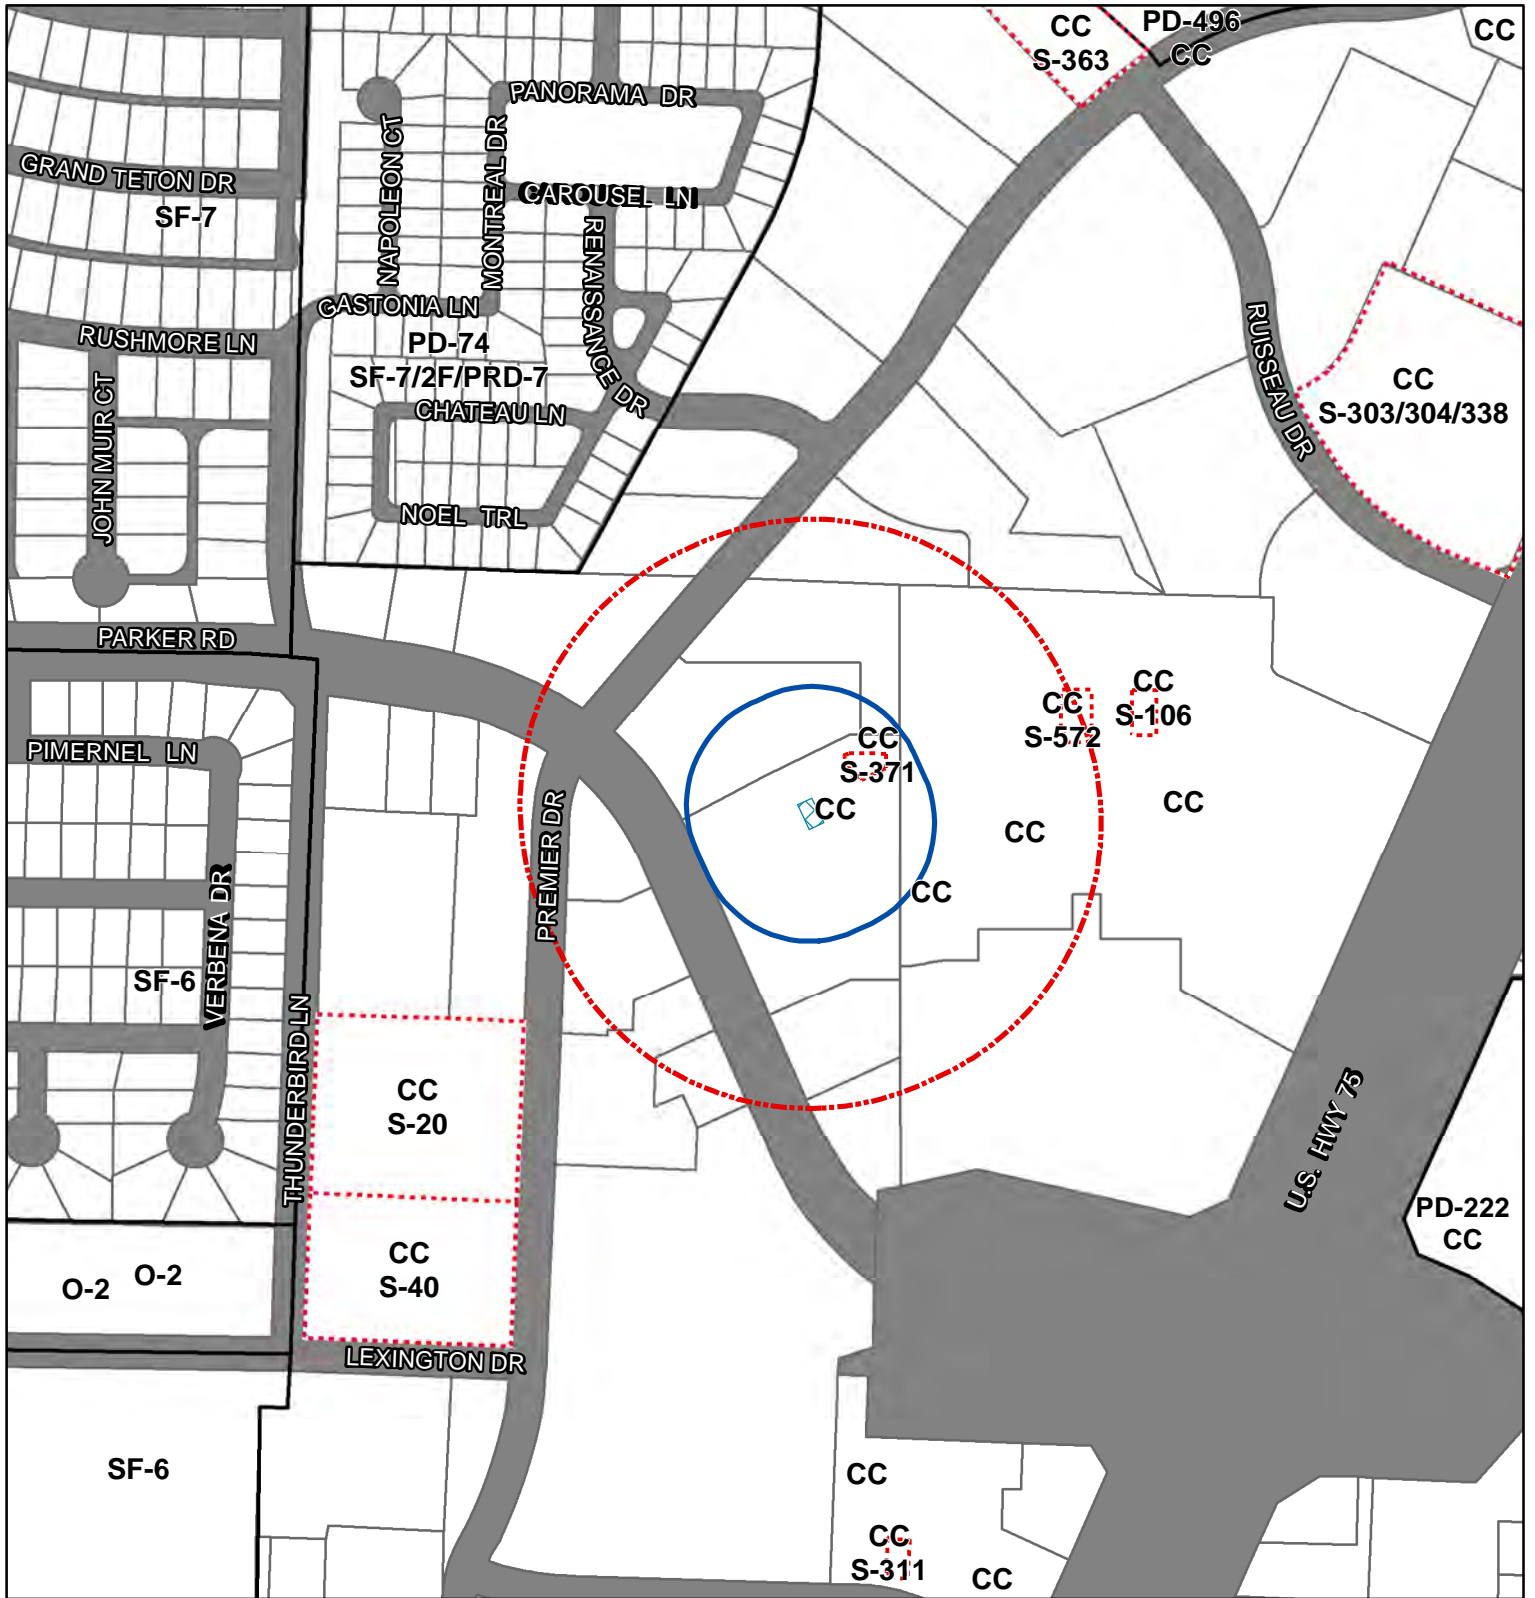 CC
S-363
PD-496
CC
CC
PANORAMA DR
NAPOLEON CT
MONTREAL DR
GRAND TETON DR
SF-7
CAROUSEL LN
RENAISSANCE DR
GASTONIA LN
RUSHMORE LN
PD-74
SF-7/2F/PRD-7
RUISSEAU DR
CC
S-303/304/338
JOHN MUIR CT
CHATEAU LN
NOEL TRL
PARKER RD
CC
S-572
CC
S-106
CC
S-371
PIMERNEL LN
CC
CC
CC
PREMIER DR
CC
VERBENA DR
SF-6
THUNDERBIRD LN
CC
S-20
U.S. HWY 75
PD-222
CC
CC
S-40
O-2
O-2
LEXINGTON DR
SF-6
CC
CC
S-311
CC